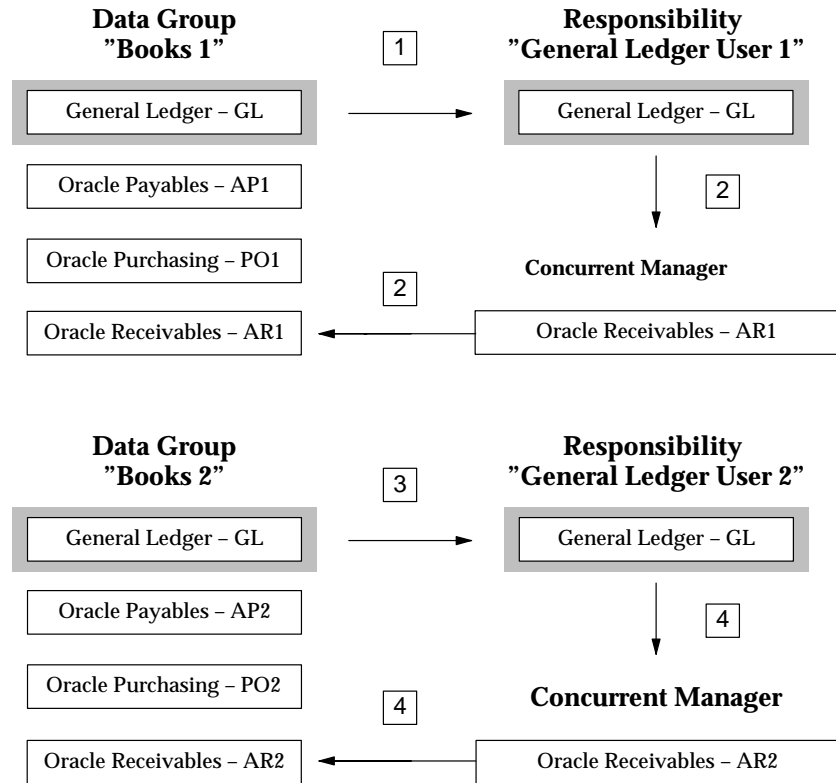 Data Group
”Books 1”
1
Responsibility
”General Ledger User 1”
General Ledger – GL
General Ledger – GL
Oracle Payables – AP1
2
Oracle Purchasing – PO1
Concurrent Manager
2
Oracle Receivables – AR1
Oracle Receivables – AR1
Data Group
”Books 2”
3
Responsibility
”General Ledger User 2”
General Ledger – GL
General Ledger – GL
Oracle Payables – AP2
4
Oracle Purchasing – PO2
Concurrent Manager
4
Oracle Receivables – AR2
Oracle Receivables – AR2